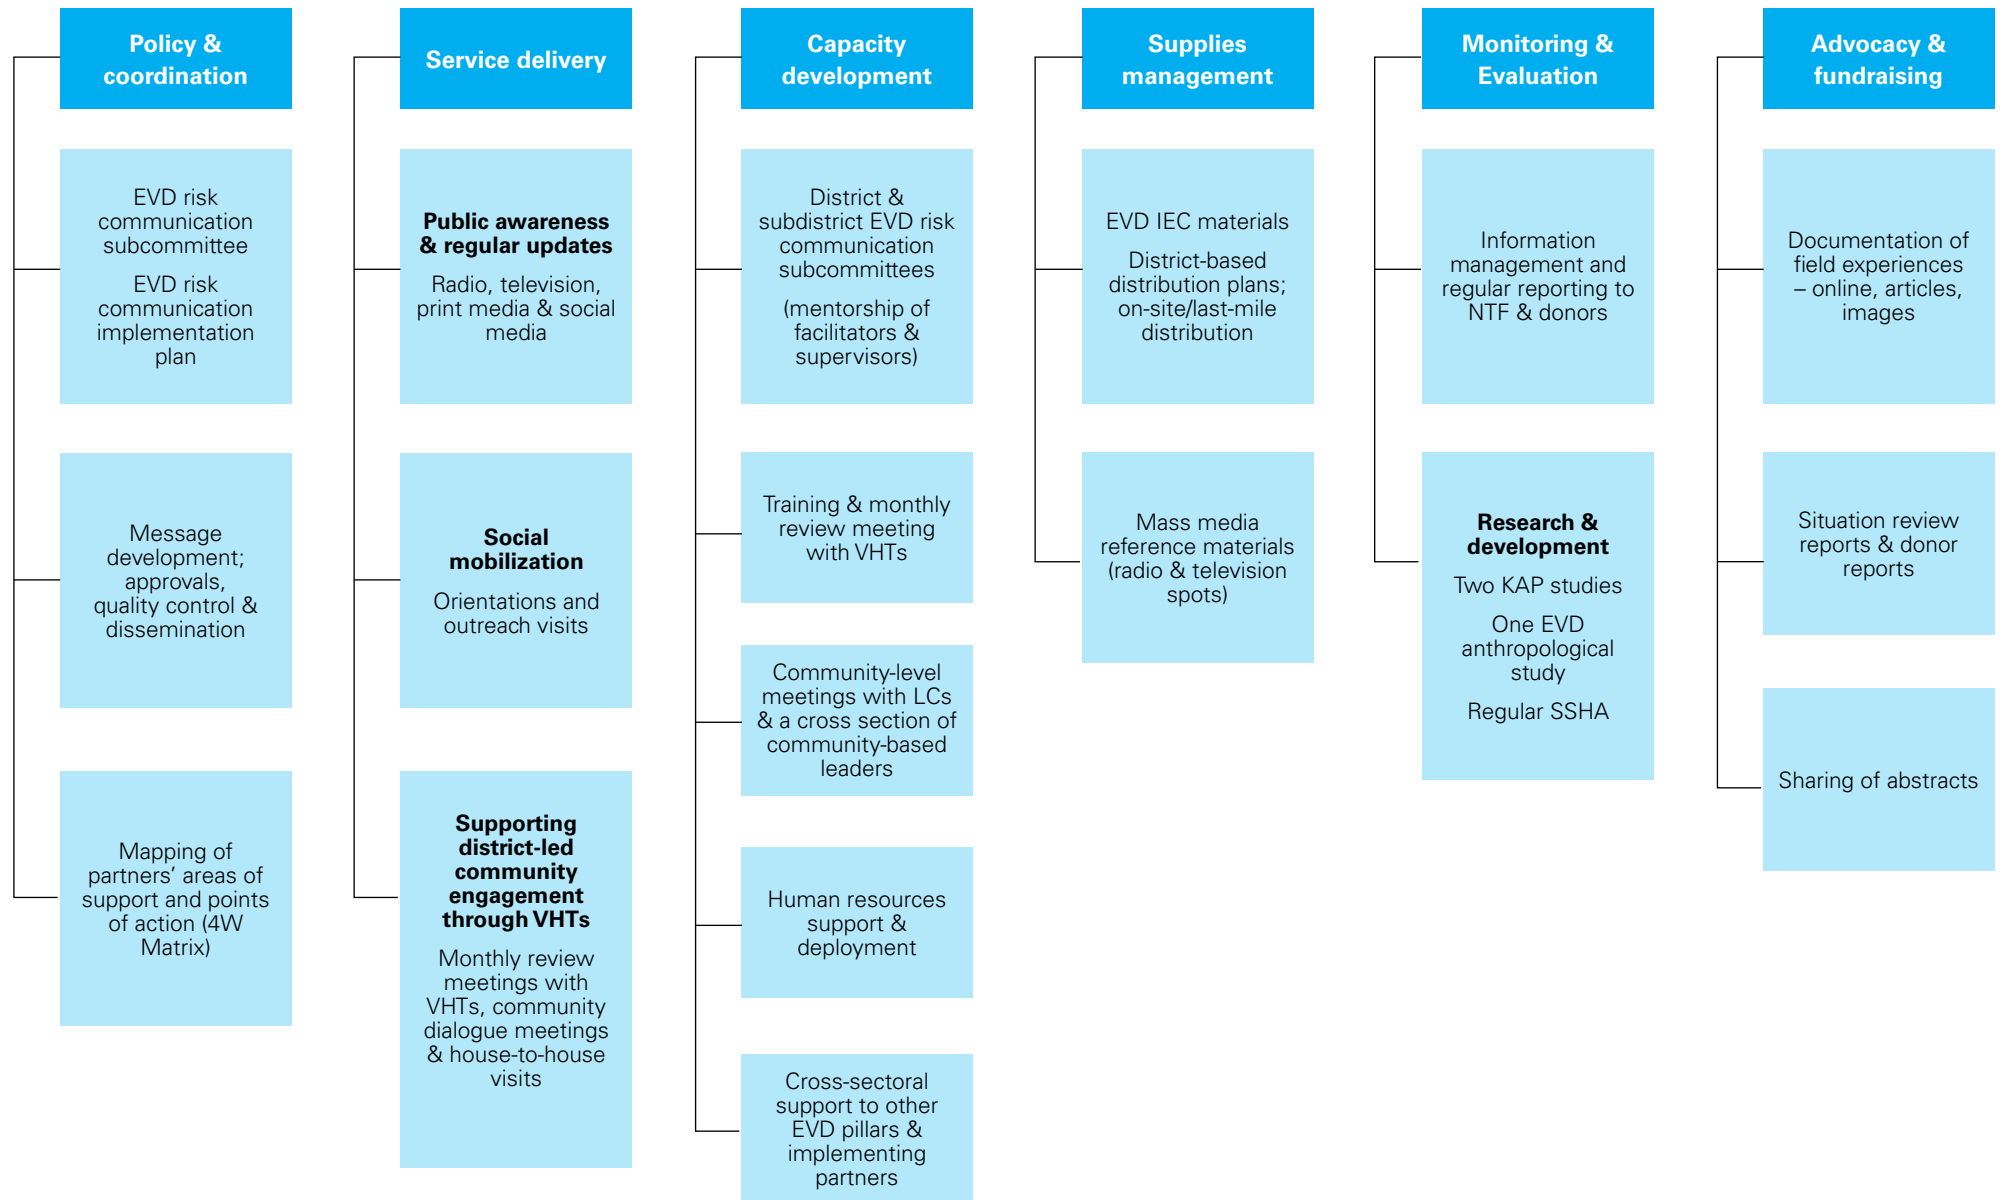 Policy &
coordination
EVD risk
communication
subcommittee
EVD risk
communication
implementation
plan
Message
development;
approvals,
quality control &
dissemination
Mapping of
partners’ areas of
support and points
of action (4W
Matrix)
Service delivery
Public awareness
& regular updates
Radio, television,
print media & social
media
Social
mobilization
Orientations and
outreach visits
Supporting
district-led
community
engagement
through VHTs
Monthly review
meetings with
VHTs, community
dialogue meetings
& house-to-house
visits
Capacity
development
District &
subdistrict EVD risk
communication
subcommittees
(mentorship of
facilitators &
supervisors)
Training & monthly
review meeting
with VHTs
Community-level
meetings with LCs
& a cross section of
community-based
leaders
Human resources
support &
deployment
Cross-sectoral
support to other
EVD pillars &
implementing
partners
Supplies
management
EVD IEC materials
District-based
distribution plans;
on-site/last-mile
distribution
Mass media
reference materials
(radio & television
spots)
Monitoring &
Evaluation
Information
management and
regular reporting to
NTF & donors
Research &
development
Two KAP studies
One EVD
anthropological
study
Regular SSHA
Advocacy &
fundraising
Documentation of
field experiences
– online, articles,
images
Situation review
reports & donor
reports
Sharing of abstracts